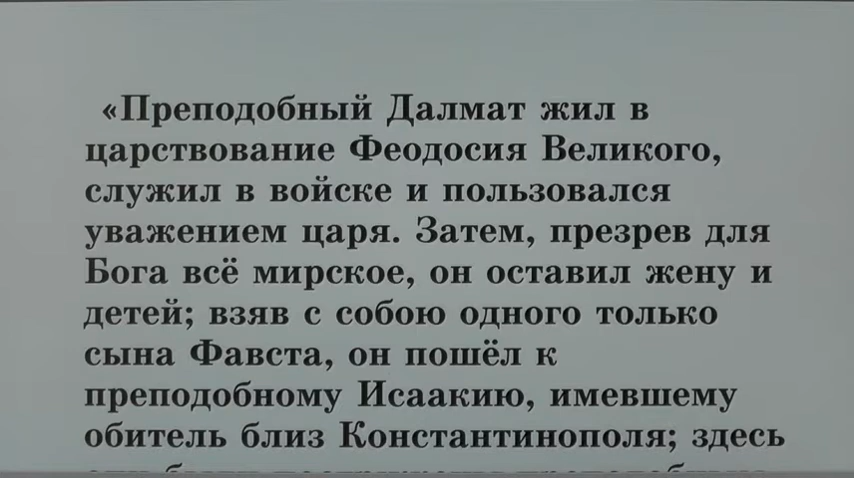 «Преподобный Далмат жил в
царствование Феодосия Великого,
служил в войске и пользовался
уважением царя. Затем, презрев для
Бога всё мирское, он оставил жену и
детей; взяв с собою одного только
сына Фавста, он пошёл к
преподобному Исаакию, имевшему
обитель близ Константинополя; здесь